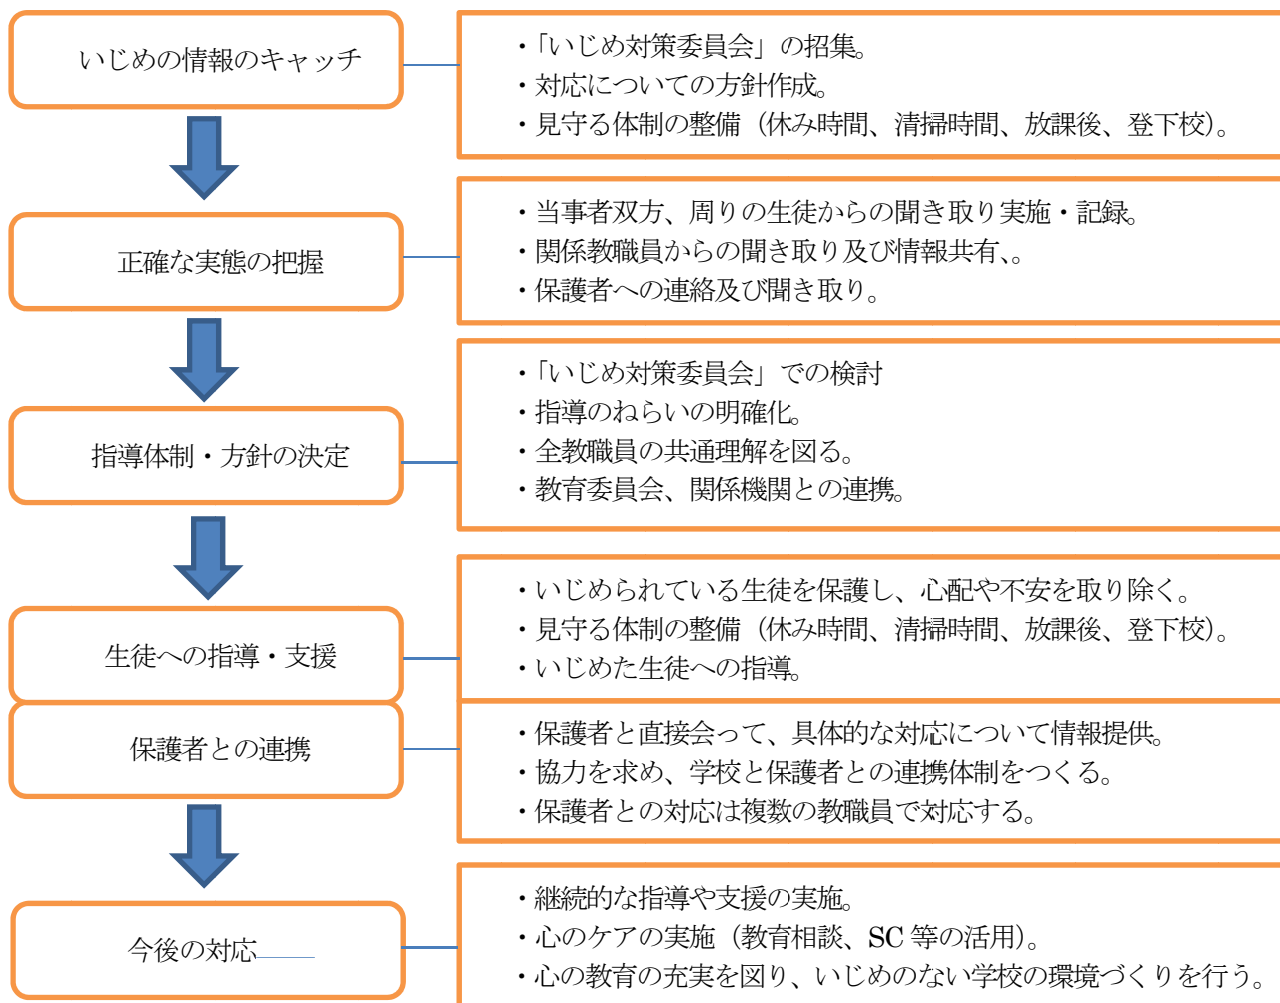 いじめの情報のキャッチ
・「いじめ対策委員会」の招集。
・対応についての方針作成。
・見守る体制の整備（休み時間、清掃時間、放課後、登下校）。
正確な実態の把握
・当事者双方、周りの生徒からの聞き取り実施・記録。
・関係教職員からの聞き取り及び情報共有、。
・保護者への連絡及び聞き取り。
指導体制・方針の決定
・「いじめ対策委員会」での検討
・指導のねらいの明確化。
・全教職員の共通理解を図る。
・教育委員会、関係機関との連携。
生徒への指導・支援
・いじめられている生徒を保護し、心配や不安を取り除く。
・見守る体制の整備（休み時間、清掃時間、放課後、登下校）。
・いじめた生徒への指導。
保護者との連携
・保護者と直接会って、具体的な対応について情報提供。
・協力を求め、学校と保護者との連携体制をつくる。
・保護者との対応は複数の教職員で対応する。
今後の対応
・継続的な指導や支援の実施。
・心のケアの実施（教育相談、SC 等の活用）。
・心の教育の充実を図り、いじめのない学校の環境づくりを行う。